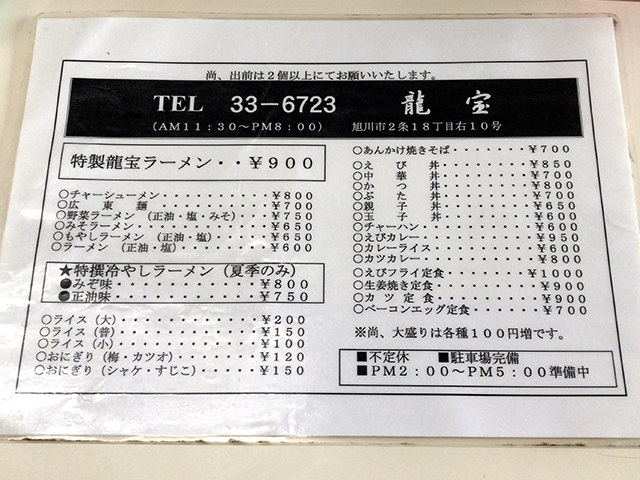 尚、出前は2個以上にてお願いいたします。
TEL 33－6723 龍宝
(AM11：30～PM8：00) 旭川市2条18丁目右10号
特製龍宝ラーメン・・￥900
○チャーシューメン・・・・・・・・・￥800
○広東麺・・・・・・・・・・・￥700
○野菜ラーメン（正油・塩・みそ）・・・・￥750
○みそラーメン・・・・・・・・・・・￥650
○もやしラーメン（正油・塩）・・・・・・￥650
○ラーメン（正油・塩）・・・・・・・・￥600
★特撰冷やしラーメン（夏季のみ）
●みぞ味・・・・・・・・・・・￥800
●正油味・・・・・・・・・・・￥750
○ライス（大）・・・・・・・・・・￥200
○ライス（普）・・・・・・・・・・￥150
○ライス（小）・・・・・・・・・・￥100
○おにぎり（梅・カツオ）・・・・・・・￥120
○おにぎり（シャケ・すじこ）・・・・・￥150
○あんかけ焼きそば・・・・・・￥700
○えび丼・・・・・・・・・￥850
○中華丼・・・・・・・・・￥700
○かつ丼・・・・・・・・・￥800
○ぶた丼・・・・・・・・・￥700
○親子丼・・・・・・・・・￥650
○玉子丼・・・・・・・・・￥600
○チャーハン・・・・・・・・・￥600
○えびカレー・・・・・・・・・￥950
○カレーライス・・・・・・・・￥600
○カツカレー・・・・・・・・・￥800
○えびフライ定食・・・・・・・￥1000
○生姜焼き定食・・・・・・・・￥900
○カツ定食・・・・・・・・・￥900
○ベーコンエッグ定食・・・・・￥700
※尚、大盛りは各種100円増です。
■不定休 ■駐車場完備
■PM2：00～PM5：00準備中